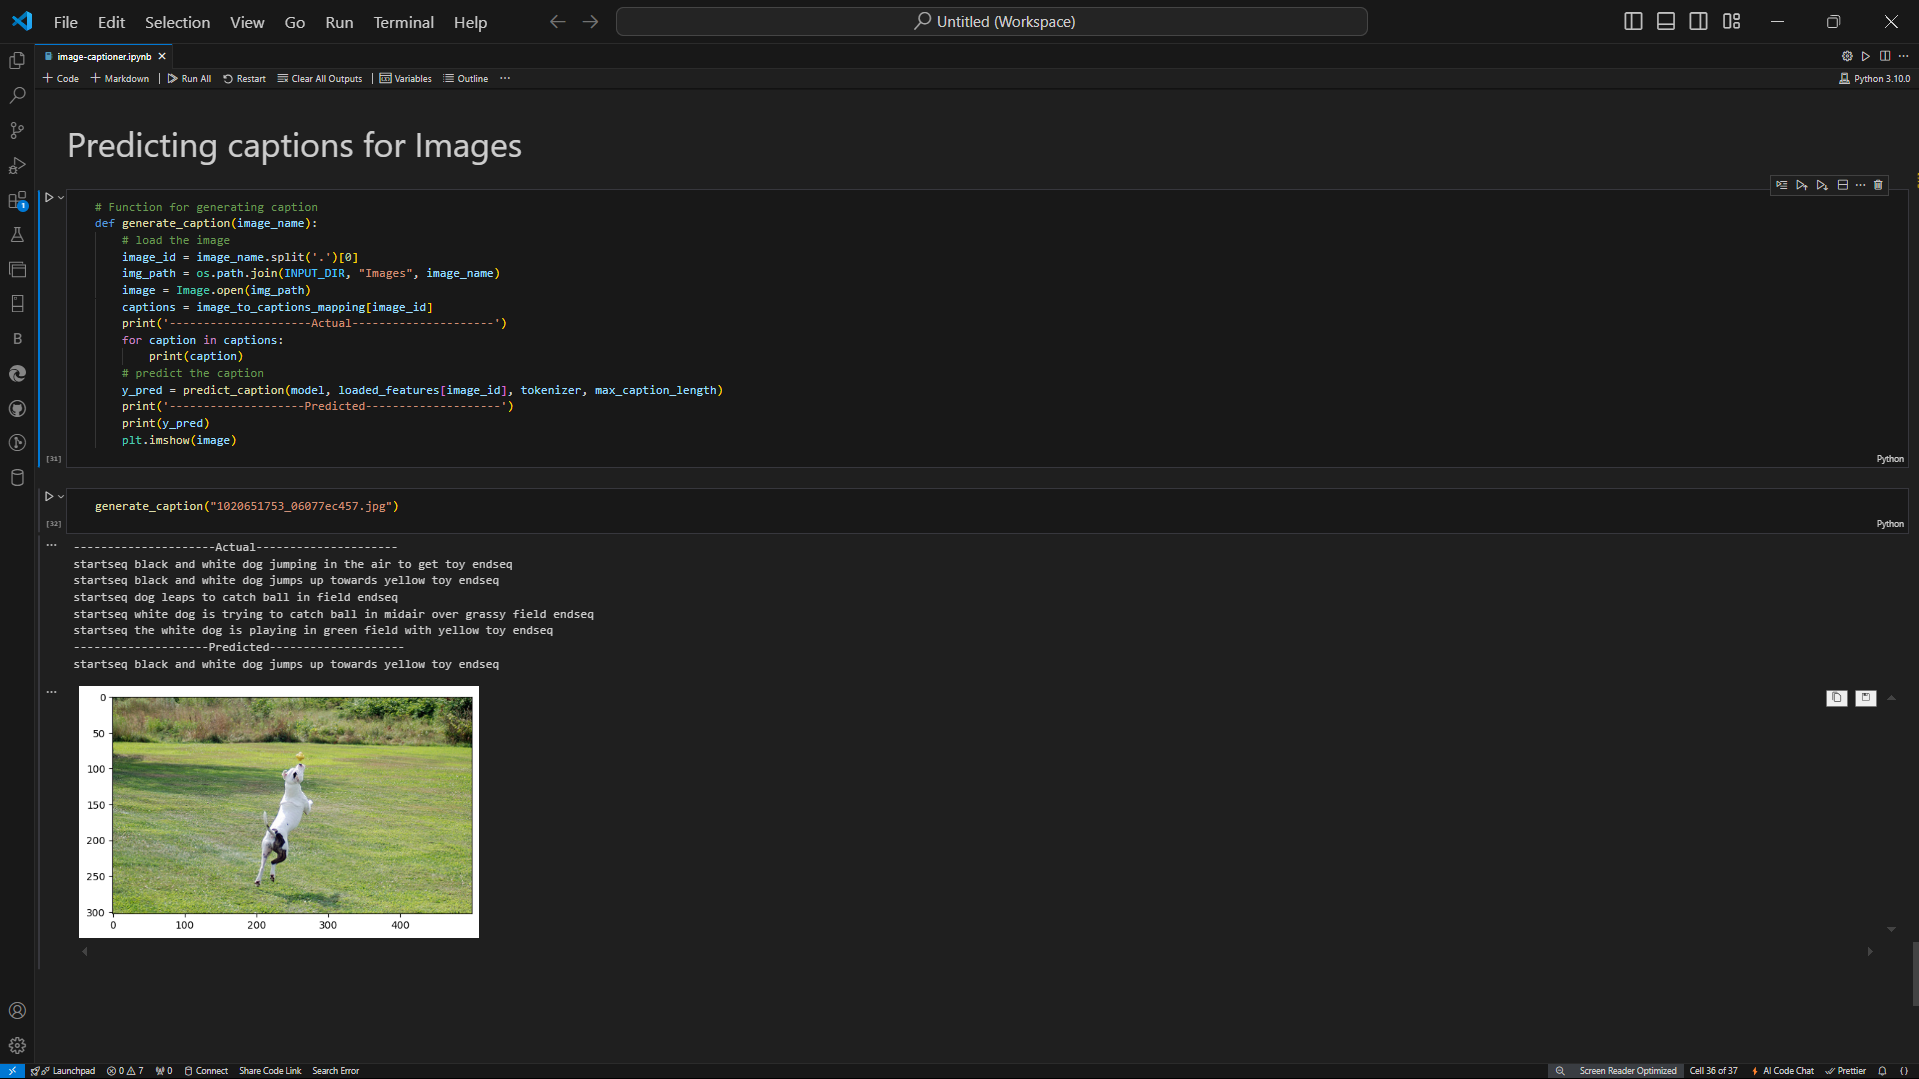 File Edit Selection View Go Run Terminal Help Untitled (Workspace)
image-captioner.ipynb
Code Markdown Run All Restart Clear All Outputs Variables Outline ... Python 3.10.0
Predicting captions for Images
# Function for generating caption
def generate_caption(image_name):
    # load the image
    image_id = image_name.split('.')[0]
    img_path = os.path.join(INPUT_DIR, "Images", image_name)
    image = Image.open(img_path)
    captions = image_to_captions_mapping[image_id]
    print('---------------------Actual---------------------')
    for caption in captions:
        print(caption)
    # predict the caption
    y_pred = predict_caption(model, loaded_features[image_id], tokenizer, max_caption_length)
    print('--------------------Predicted--------------------')
    print(y_pred)
    plt.imshow(image)
[31] Python
generate_caption("1020651753_06077ec457.jpg")
[32] Python
---------------------Actual---------------------
startseq black and white dog jumping in the air to get toy endseq
startseq black and white dog jumps up towards yellow toy endseq
startseq dog leaps to catch ball in field endseq
startseq white dog is trying to catch ball in midair over grassy field endseq
startseq the white dog is playing in green field with yellow toy endseq
--------------------Predicted--------------------
startseq black and white dog jumps up towards yellow toy endseq
0
50
100
150
200
250
300
0 100 200 300 400
B
1
Launchpad 0 7 0 Connect Share Code Link Search Error Screen Reader Optimized Cell 36 of 37 AI Code Chat Prettier